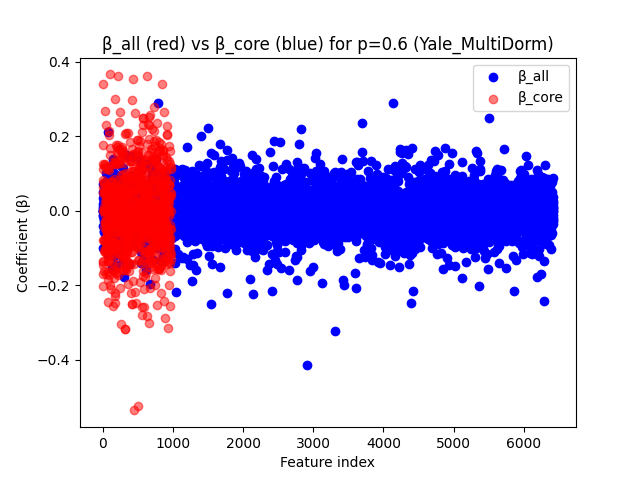 β_all (red) vs β_core (blue) for p=0.6 (Yale_MultiDorm)
β_all
β_core
Coefficient (β)
0.4
0.2
0.0
−0.2
−0.4
0 1000 2000 3000 4000 5000 6000
Feature index